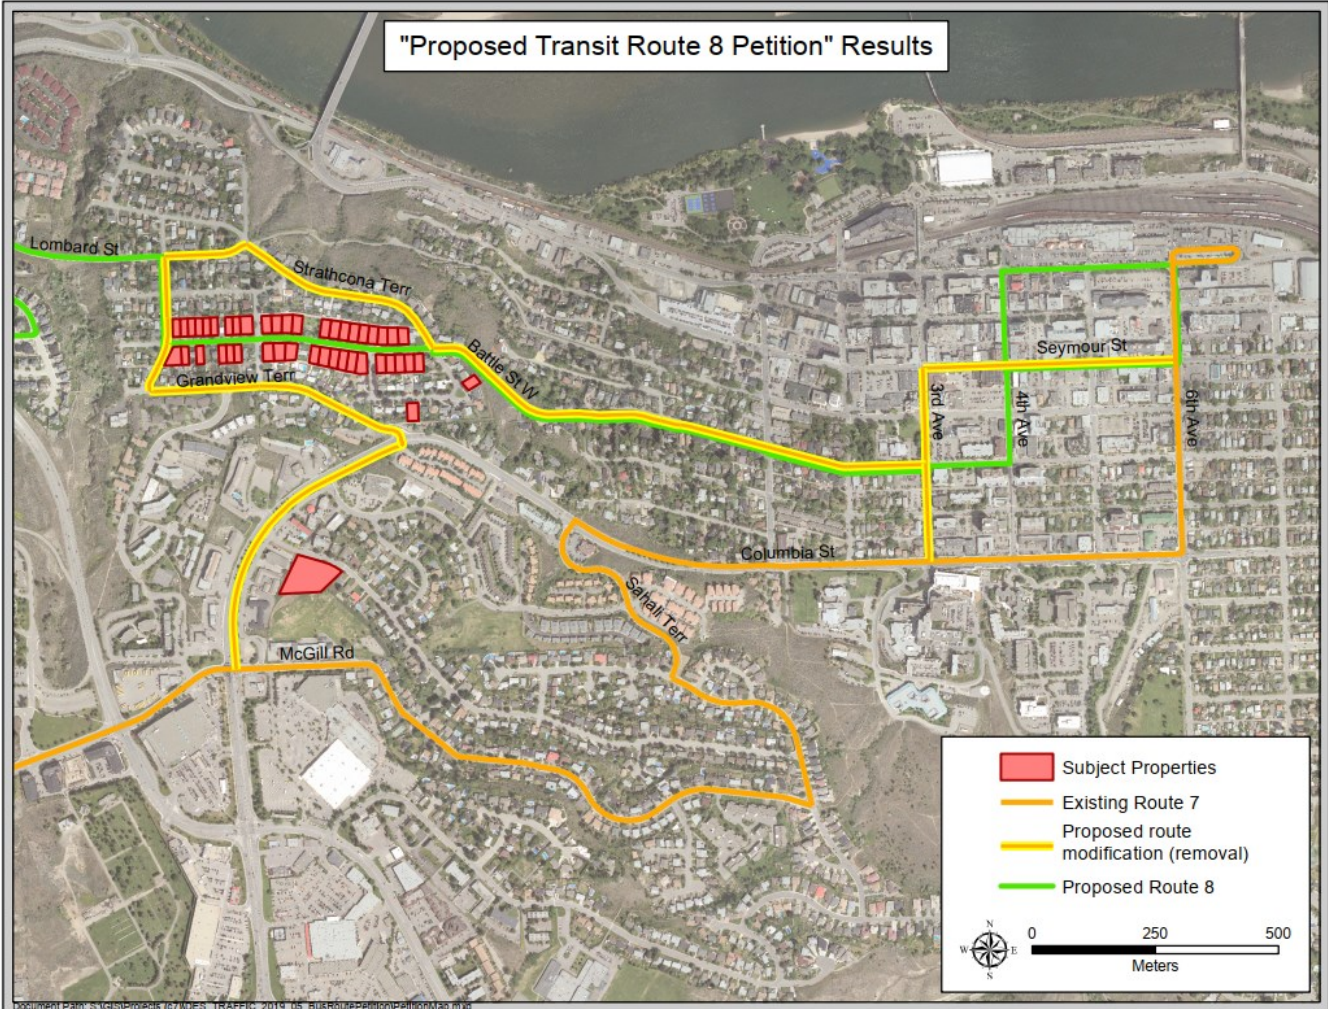 "Proposed Transit Route 8 Petition" Results
Lombard St
Strathcona Terr
Battle St W
Grandview Terr
Seymour St
3rd Ave
4th Ave
6th Ave
Columbia St
Sahali Terr
McGill Rd
Subject Properties
Existing Route 7
Proposed route
modification (removal)
Proposed Route 8
N
W
E
S
0 250 500
Meters